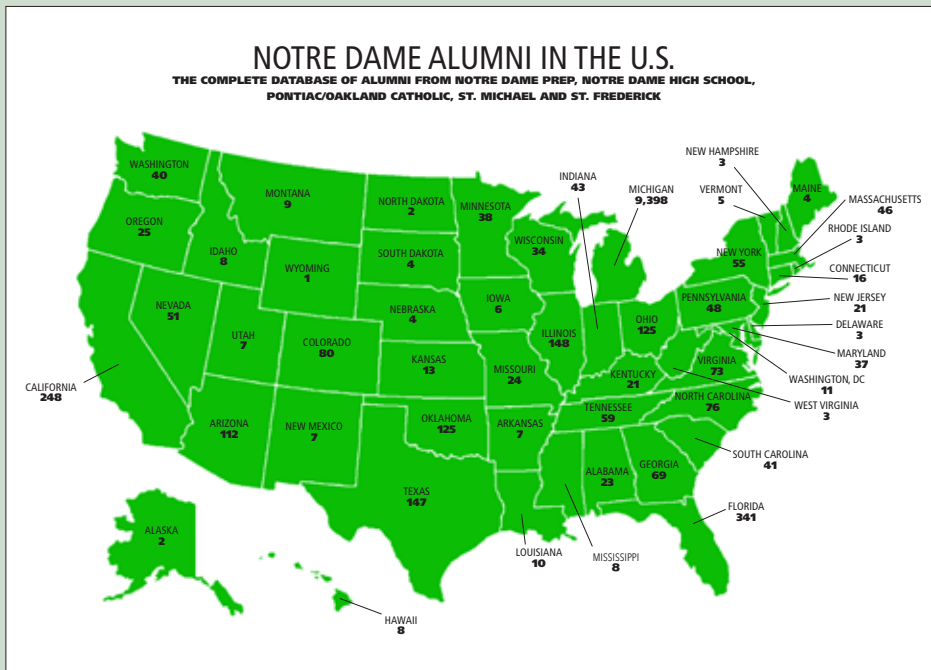 NOTRE DAME ALUMNI IN THE U.S.
THE COMPLETE DATABASE OF ALUMNI FROM NOTRE DAME PREP, NOTRE DAME HIGH SCHOOL,
PONTIAC/OAKLAND CATHOLIC, ST. MICHAEL AND ST. FREDERICK
WASHINGTON
40
OREGON
25
CALIFORNIA
248
NEVADA
51
IDAHO
8
MONTANA
9
WYOMING
1
UTAH
7
COLORADO
80
ARIZONA
112
NEW MEXICO
7
NORTH DAKOTA
2
SOUTH DAKOTA
4
NEBRASKA
4
KANSAS
13
OKLAHOMA
125
TEXAS
147
MINNESOTA
38
IOWA
6
MISSOURI
24
ARKANSAS
7
LOUISIANA
10
WISCONSIN
34
ILLINOIS
148
INDIANA
43
MICHIGAN
9,398
OHIO
125
KENTUCKY
21
TENNESSEE
59
MISSISSIPPI
8
ALABAMA
23
GEORGIA
69
FLORIDA
341
SOUTH CAROLINA
41
NORTH CAROLINA
76
VIRGINIA
73
WEST VIRGINIA
3
WASHINGTON, DC
11
MARYLAND
37
DELAWARE
3
NEW JERSEY
21
PENNSYLVANIA
48
NEW YORK
55
CONNECTICUT
16
RHODE ISLAND
3
MASSACHUSETTS
46
VERMONT
5
NEW HAMPSHIRE
3
MAINE
4
ALASKA
2
HAWAII
8